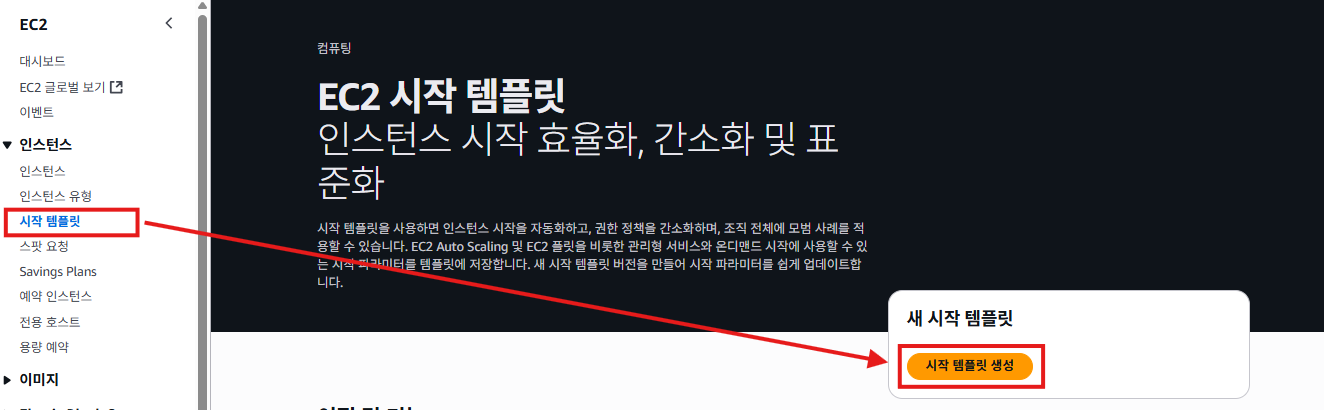 EC2
대시보드
EC2 글로벌 보기
이벤트
인스턴스
인스턴스
인스턴스 유형
시작 템플릿
스팟 요청
Savings Plans
예약 인스턴스
전용 호스트
용량 예약
이미지
컴퓨팅
EC2 시작 템플릿
인스턴스 시작 효율화, 간소화 및 표
준화
시작 템플릿을 사용하면 인스턴스 시작을 자동화하고, 권한 정책을 간소화하며, 조직 전체에 모범 사례를 적
용할 수 있습니다. EC2 Auto Scaling 및 EC2 플릿을 비롯한 관리형 서비스와 온디맨드 시작에 사용할 수 있
는 시작 파라미터를 템플릿에 저장합니다. 새 시작 템플릿 버전을 만들어 시작 파라미터를 쉽게 업데이트합
니다.
새 시작 템플릿
시작 템플릿 생성